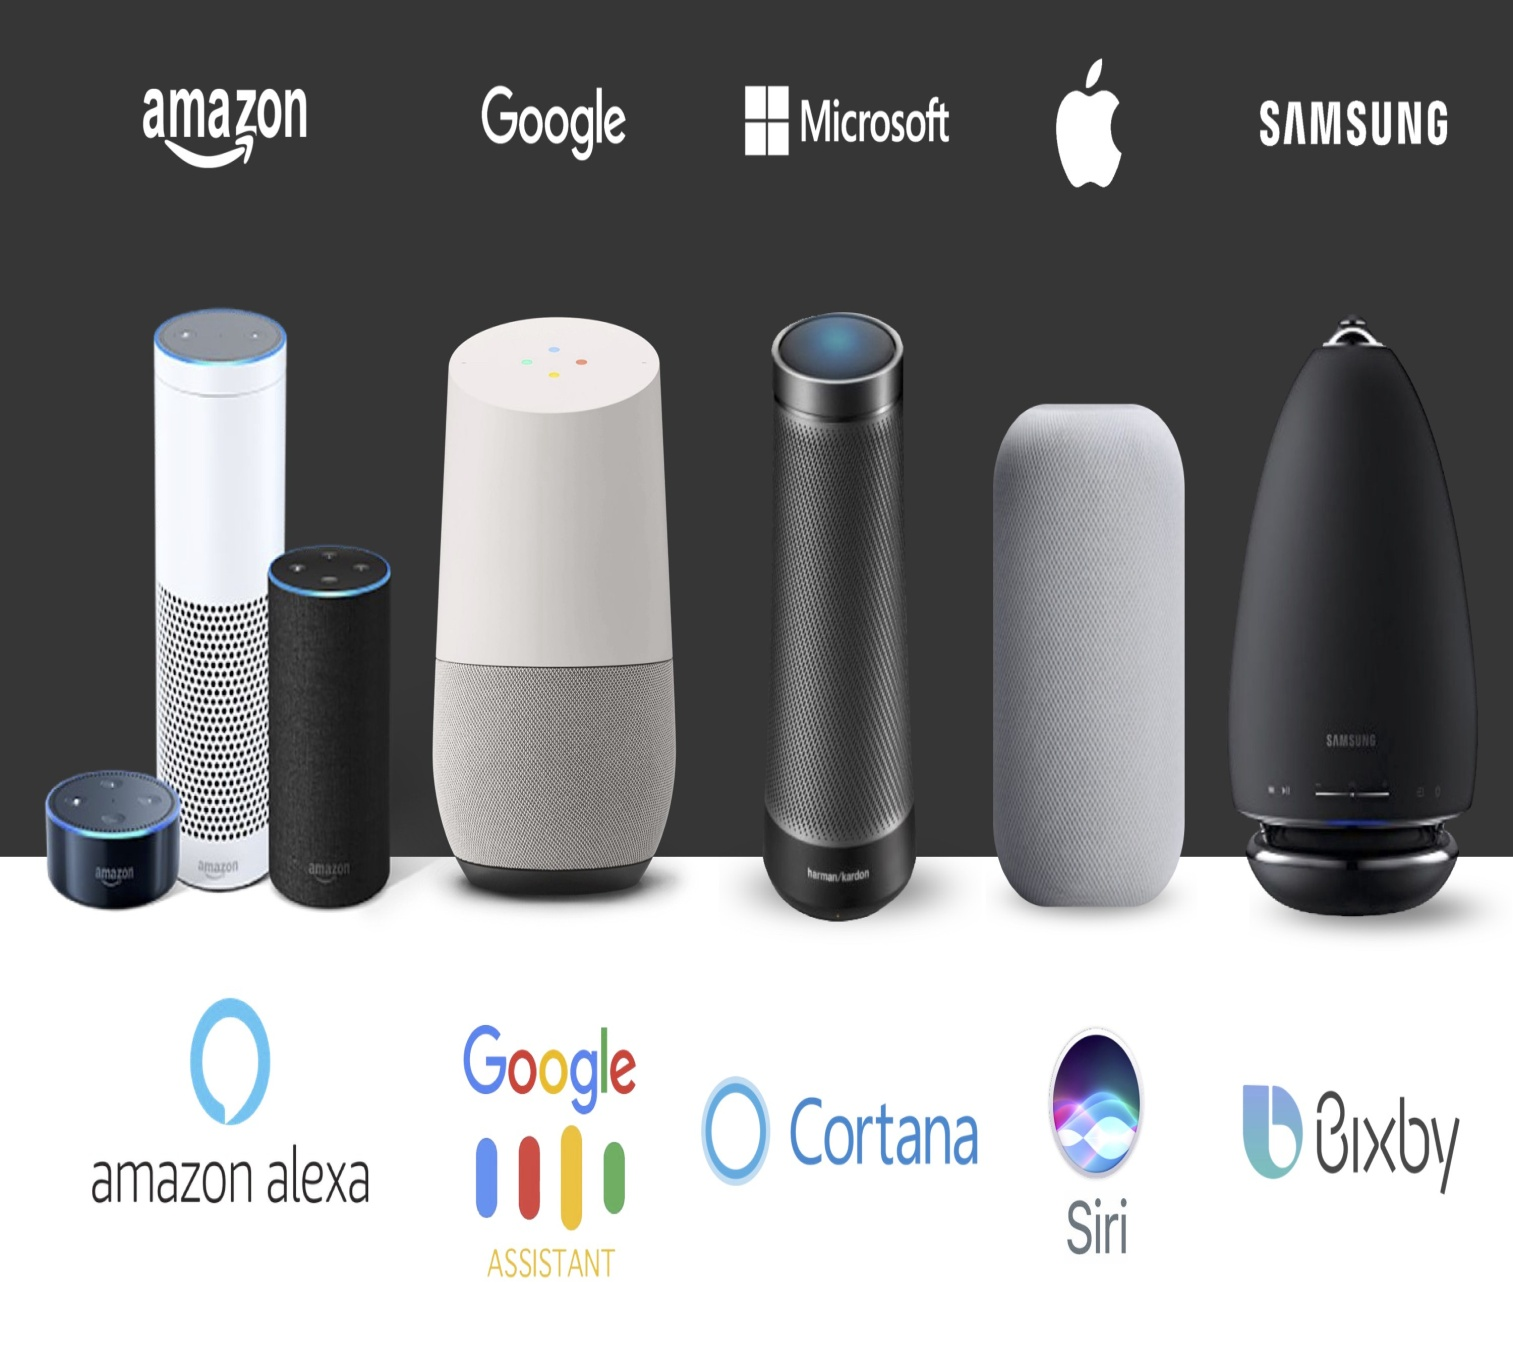 amazon
Google
Microsoft
SAMSUNG
SAMSUNG
amazon
amazon
amazon
harman/kardon
amazon alexa
Google
ASSISTANT
Cortana
Siri
Bixby